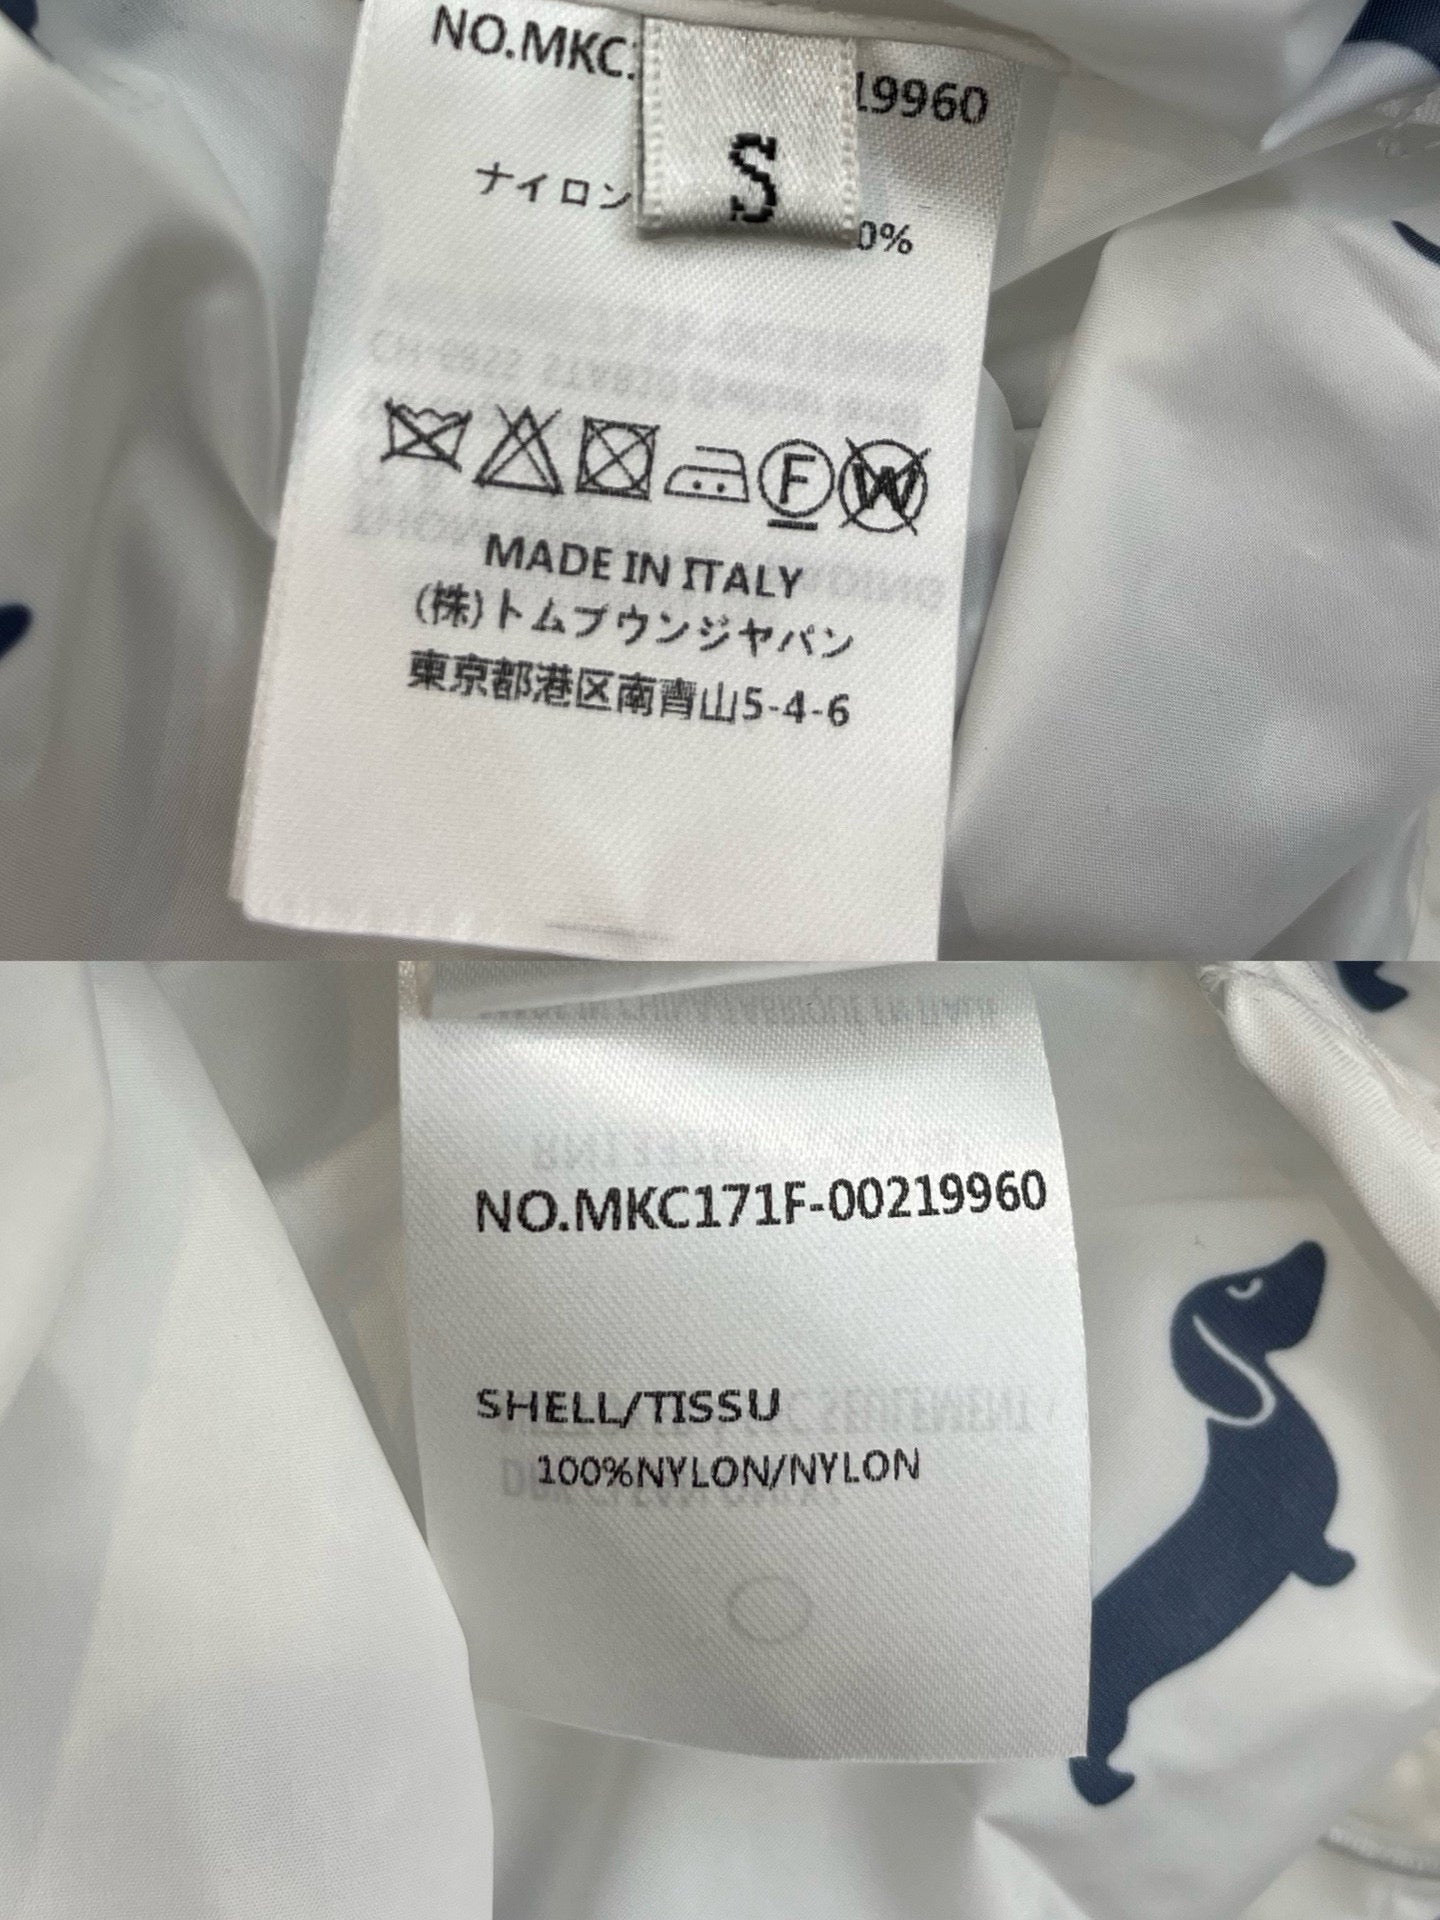 NO.MKC
19960
S
ナイロン
0%
MADE IN ITALY
(株)トムブウンジヤパン
東京都港区南青山5-4-6
NO.MKC171F-00219960
SHELL/TISSU
100%NYLON/NYLON